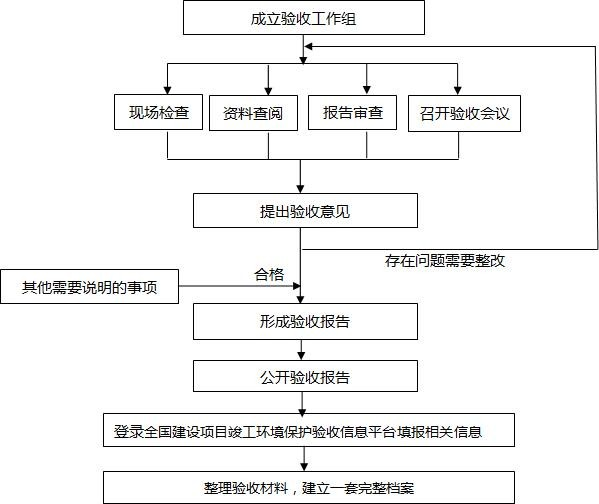 成立验收工作组
现场检查
资料查阅
报告审查
召开验收会议
提出验收意见
存在问题需要整改
合格
其他需要说明的事项
形成验收报告
公开验收报告
登录全国建设项目竣工环境保护验收信息平台填报相关信息
整理验收材料，建立一套完整档案